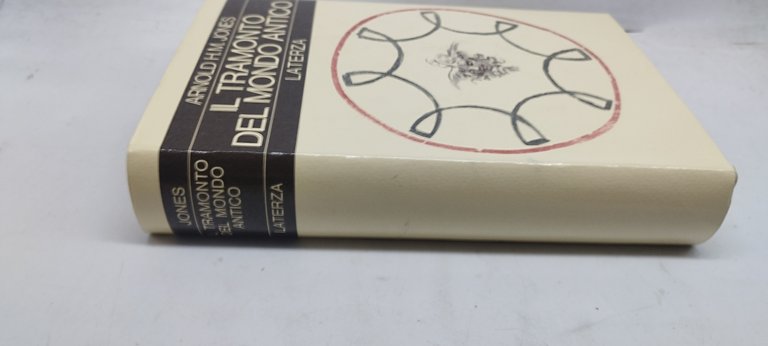 ARNOLD H.M. JONES
IL TRAMONTO
DEL MONDO ANTICO
LATERZA
JONES
IL TRAMONTO
DEL MONDO
ANTICO
LATERZA